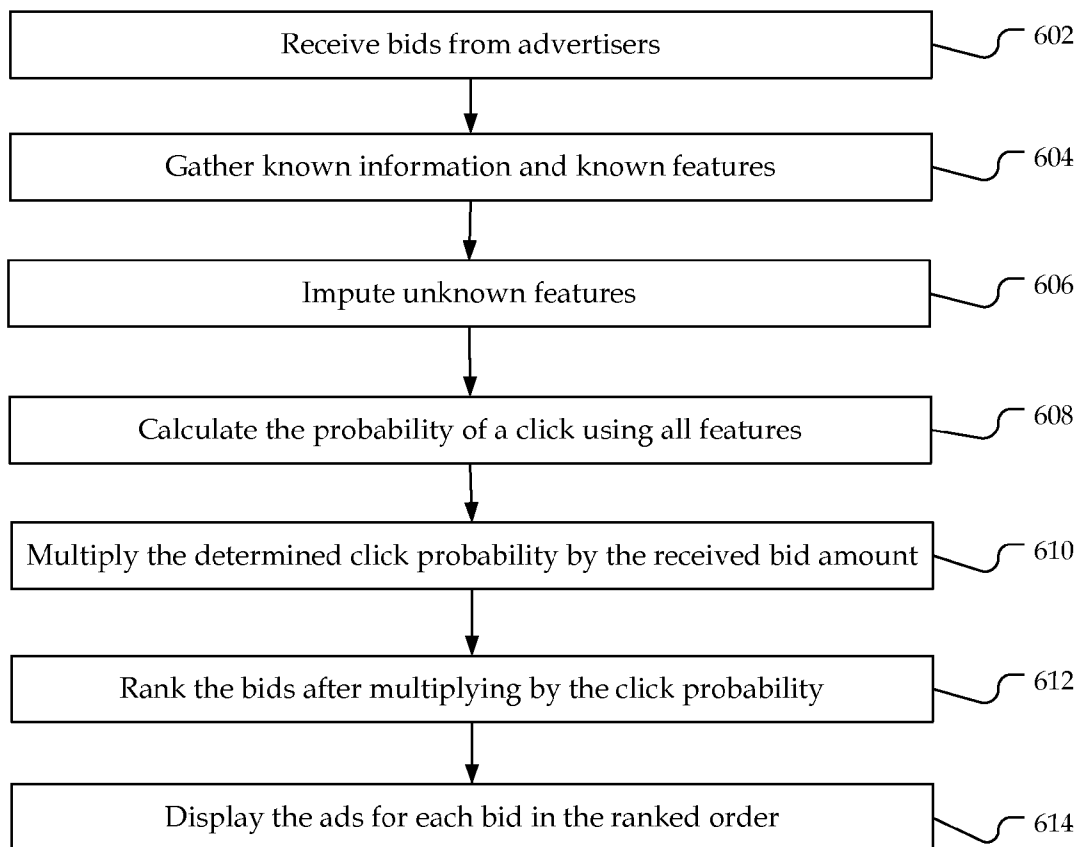 Receive bids from advertisers
602
Gather known information and known features
604
Impute unknown features
606
Calculate the probability of a click using all features
608
Multiply the determined click probability by the received bid amount
610
Rank the bids after multiplying by the click probability
612
Display the ads for each bid in the ranked order
614